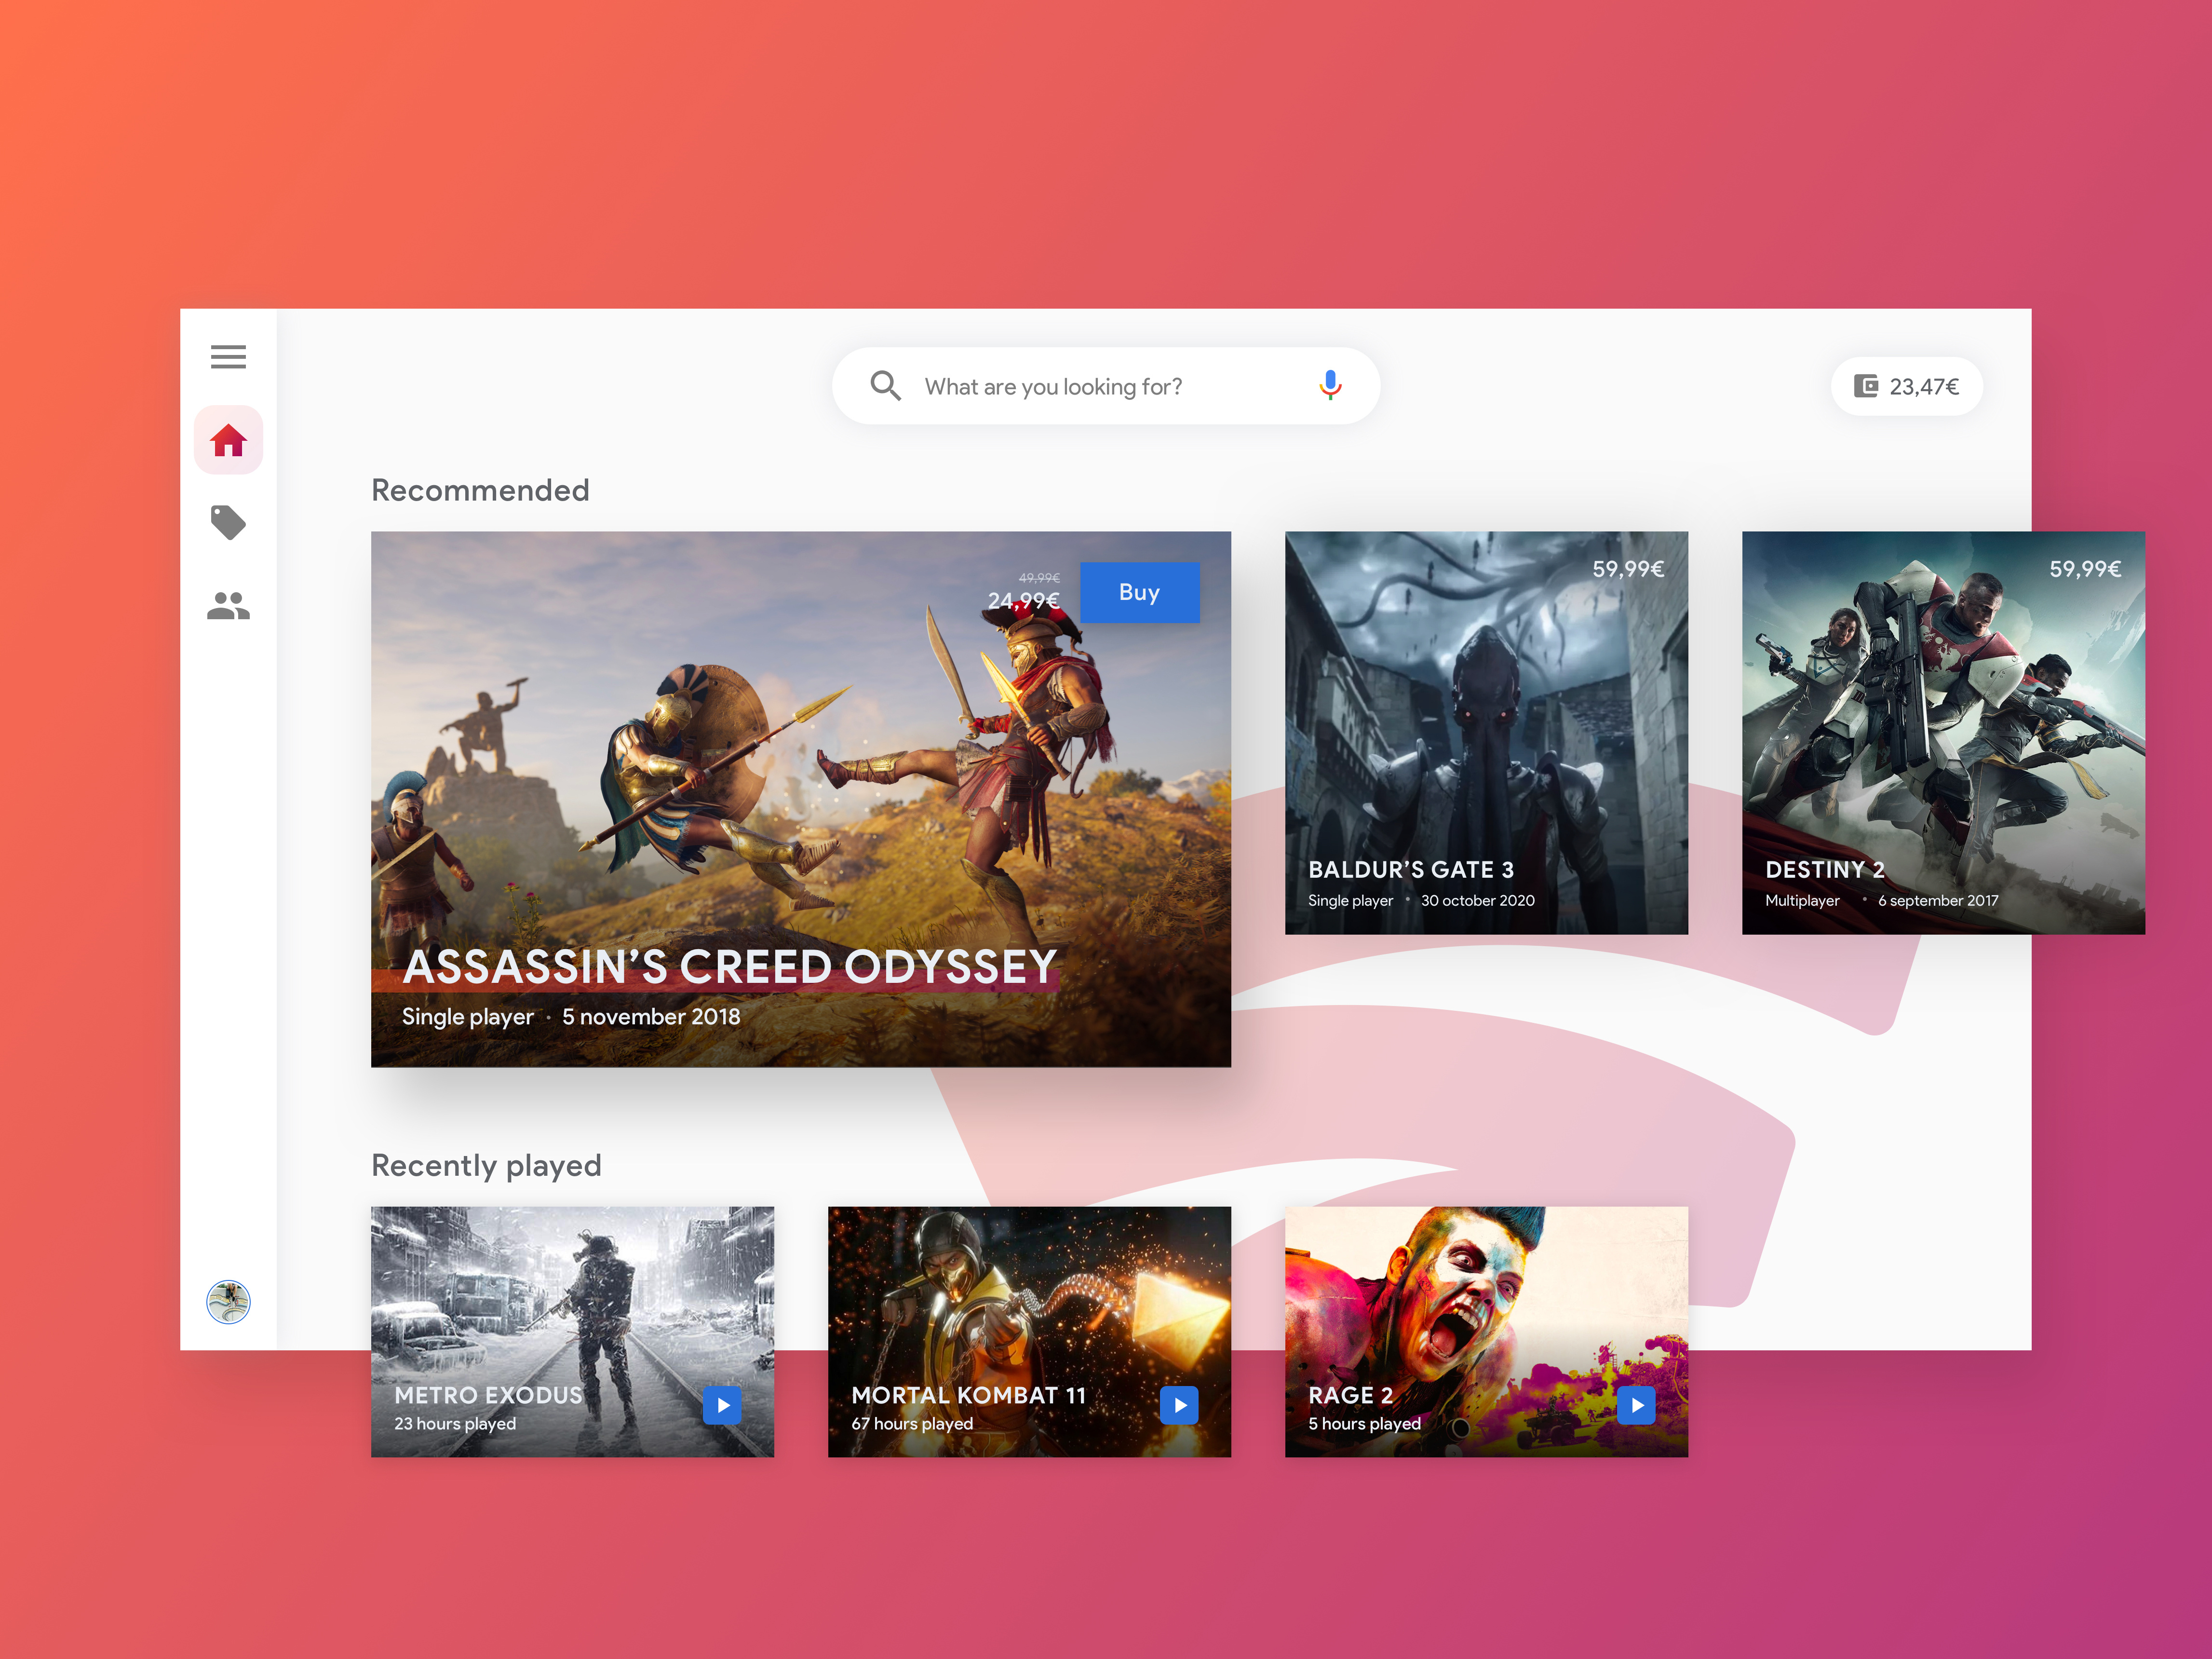 What are you looking for?
23,47€
Recommended
49,99€
24,99€
Buy
ASSASSIN’S CREED ODYSSEY
Single player • 5 november 2018
59,99€
BALDUR’S GATE 3
Single player • 30 october 2020
59,99€
DESTINY 2
Multiplayer • 6 september 2017
Recently played
METRO EXODUS
23 hours played
MORTAL KOMBAT 11
67 hours played
RAGE 2
5 hours played